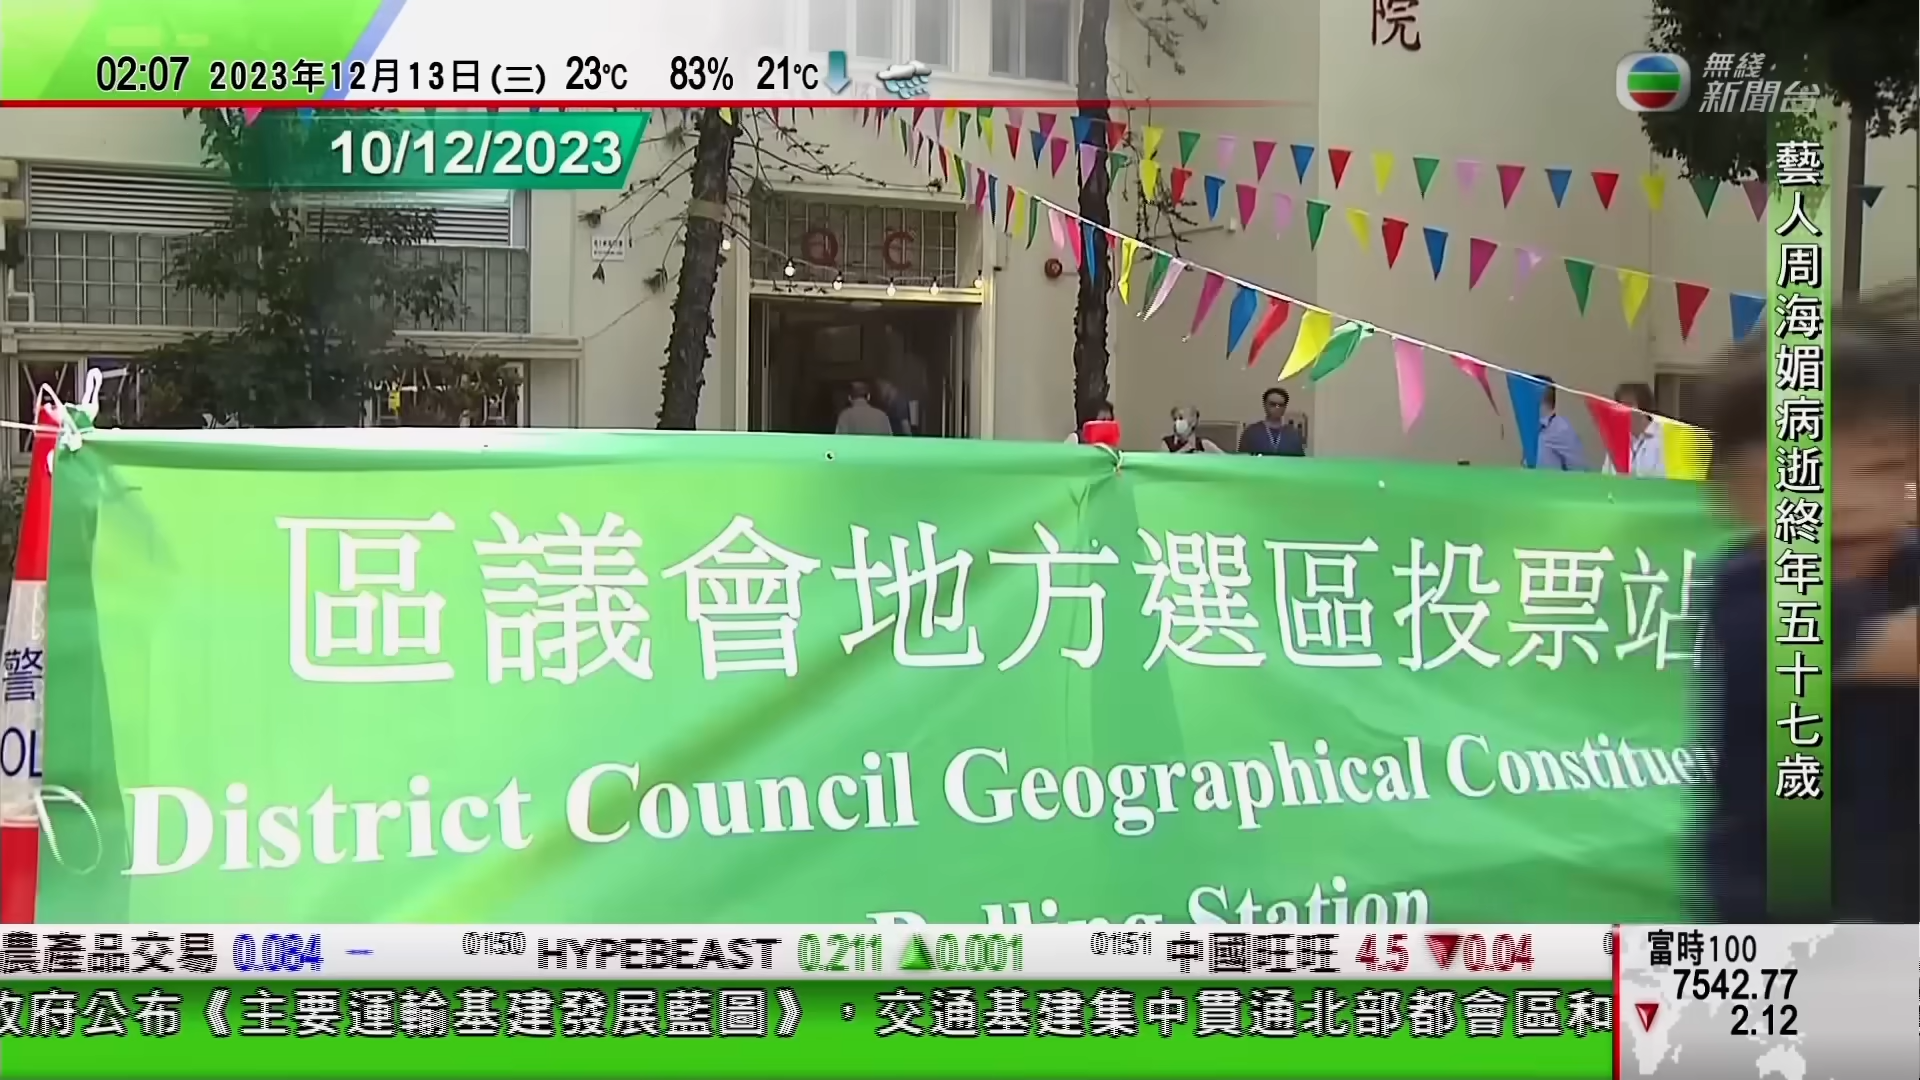 院
02:07 2023年12月13日(三) 23℃ 83% 21℃
無綫
新聞台
10/12/2023
藝人周海媚病逝終年五十七歲
Q C
區議會地方選區投票站
警
OL
District Council Geographical Constitue
Polling Station
農產品交易 0.084 – 0150 HYPEBEAST 0.211 ▲0.001 0151 中國旺旺 4.5 ▼0.04
富時100
7542.77
▼ 2.12
政府公布《主要運輸基建發展藍圖》，交通基建集中貫通北部都會區和